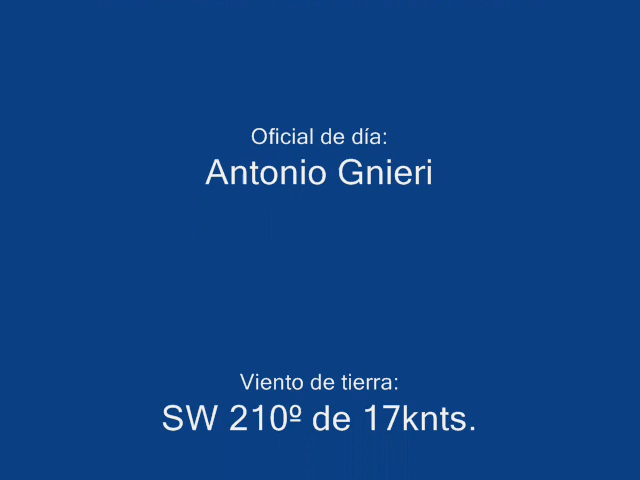 Oficial de día:
Antonio Gnieri
Viento de tierra:
SW 210º de 17knts.